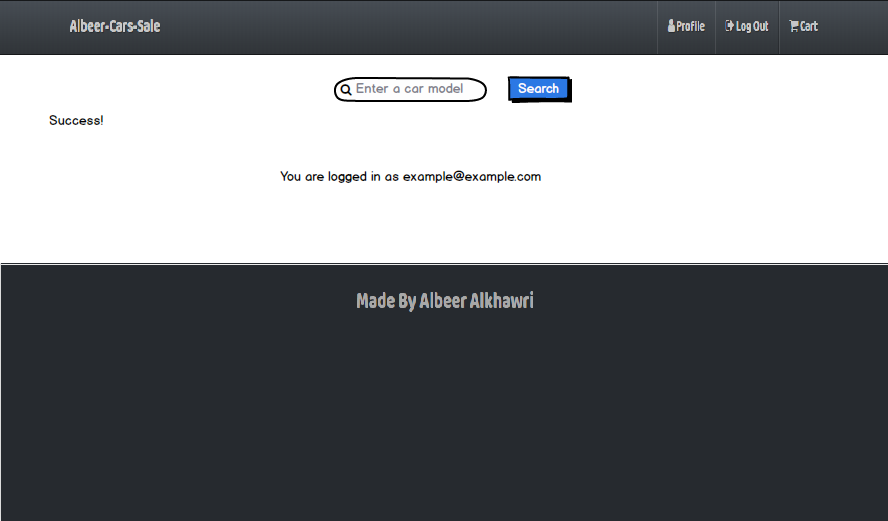 Albeer-Cars-Sale
Profile
Log Out
Cart
Enter a car model
Search
Success!
You are logged in as example@example.com
Made By Albeer Alkhawri